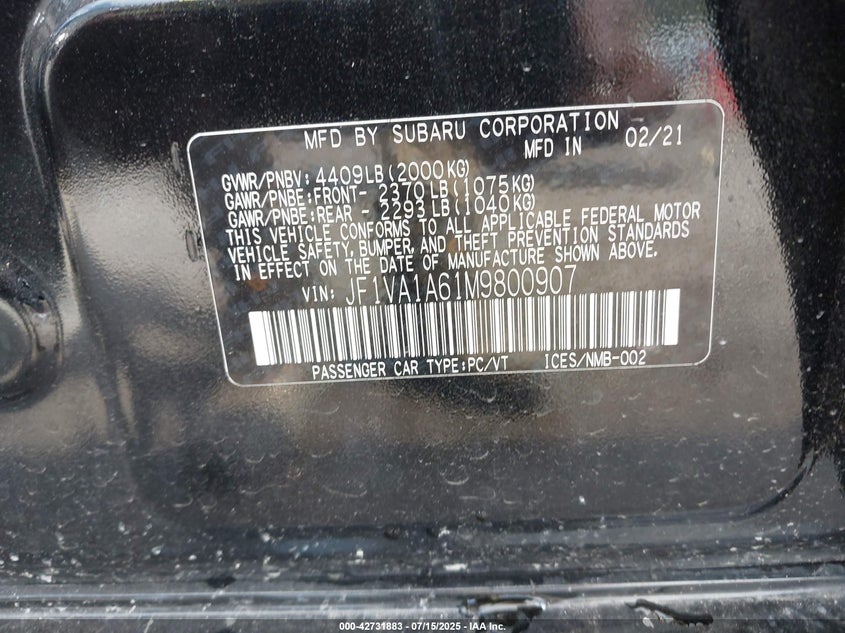 MFD BY SUBARU CORPORATION
MFD IN 02/21
GVWR/PNBV: 4409LB(2000KG)
GAWR/PNBE:FRONT- 2370LB(1075KG)
GAWR/PNBE:REAR - 2293LB(1040KG)
THIS VEHICLE CONFORMS TO ALL APPLICABLE FEDERAL MOTOR
VEHICLE SAFETY, BUMPER, AND THEFT PREVENTION STANDARDS
IN EFFECT ON THE DATE OF MANUFACTURE SHOWN ABOVE.
VIN: JF1VA1A61M9800907
PASSENGER CAR TYPE:PC/VT ICES/NMB-002
000-42731883 - 07/15/2025 - IAA Inc.